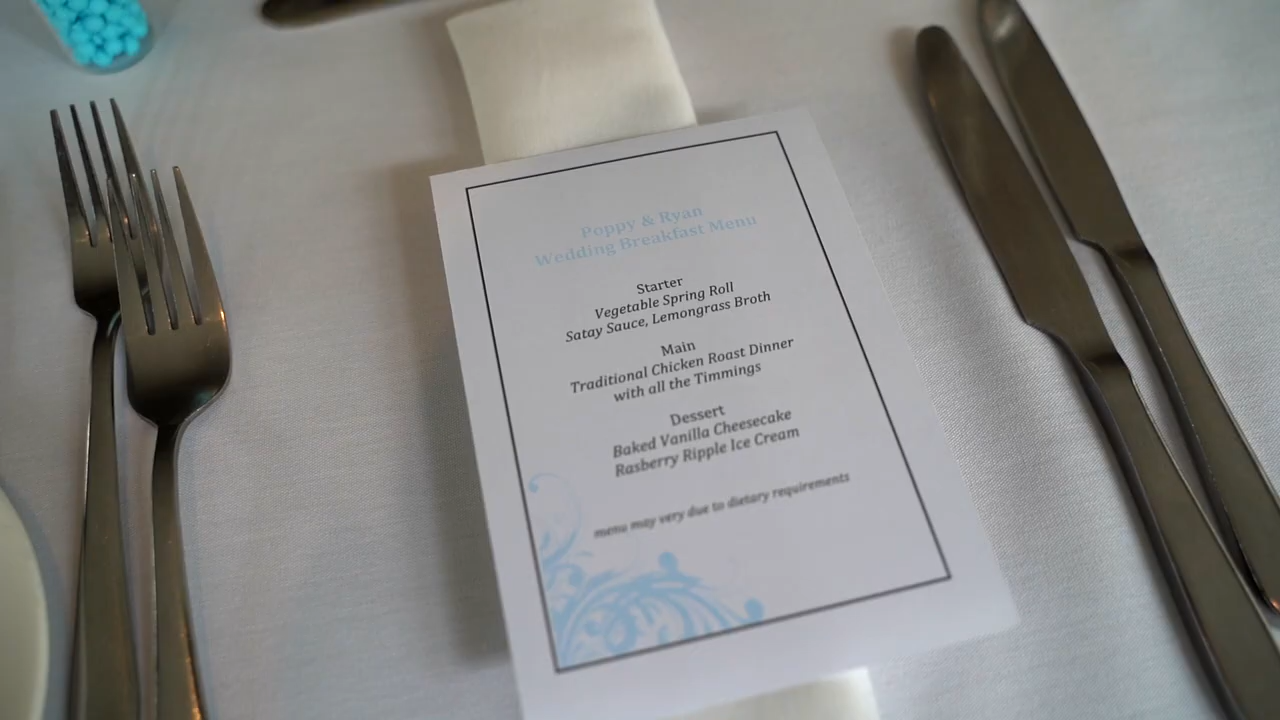 Poppy & Ryan
Wedding Breakfast Menu
Starter
Vegetable Spring Roll
Satay Sauce, Lemongrass Broth
Main
Traditional Chicken Roast Dinner
with all the Timmings
Dessert
Baked Vanilla Cheesecake
Rasberry Ripple Ice Cream
menu may very due to dietary requirements